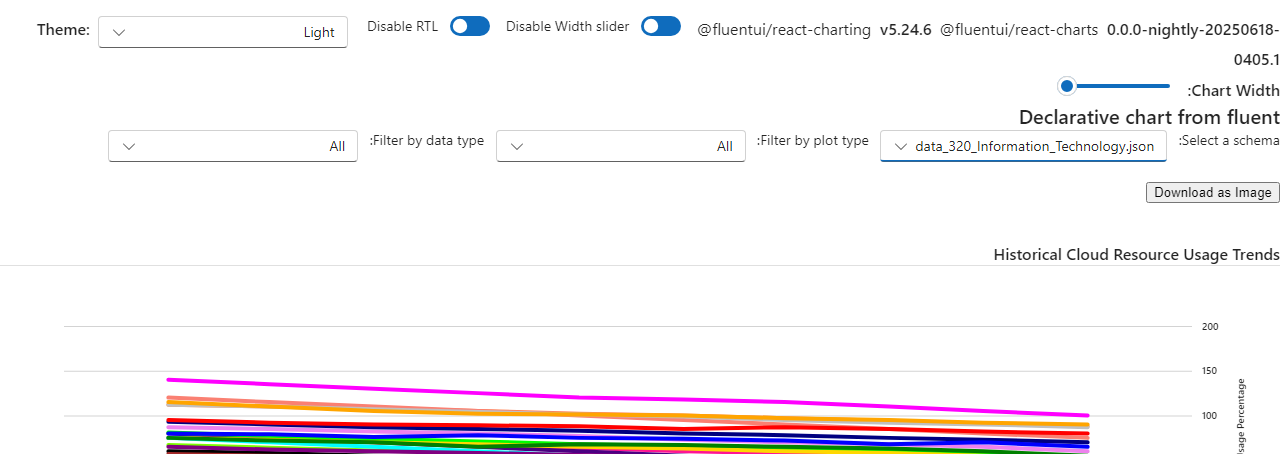 Theme: Light Disable RTL Disable Width slider @fluentui/react-charting v5.24.6 @fluentui/react-charts 0.0.0-nightly-20250618-
0405.1
:Chart Width
Declarative chart from fluent
All :Filter by data type All :Filter by plot type data_320_Information_Technology.json :Select a schema
Download as Image
Historical Cloud Resource Usage Trends
200
150
100
Percentage